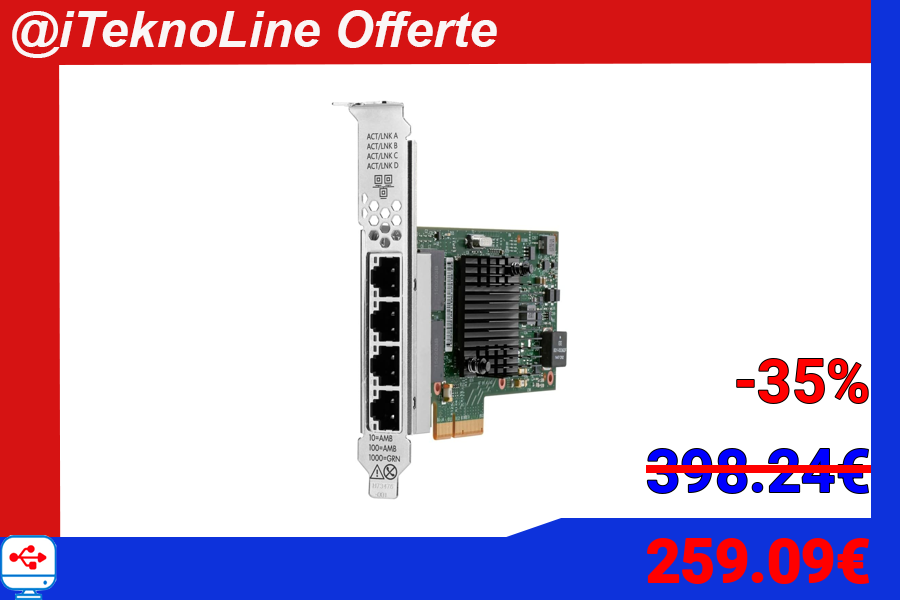 @iTeknoLine Offerte
ACT/LNK A
ACT/LNK B
ACT/LNK C
ACT/LNK D
10=AMB
100=AMB
1000=GRN
-35%
398.24€
259.09€